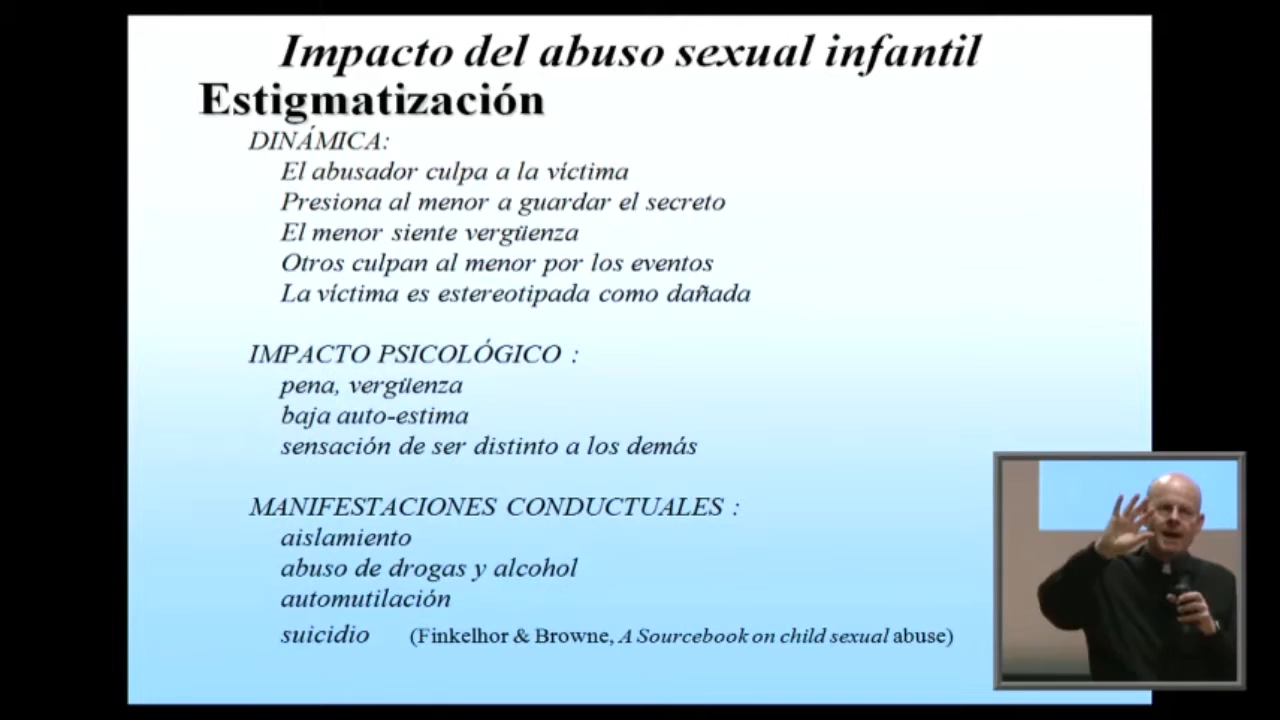 Impacto del abuso sexual infantil
Estigmatización
DINÁMICA:
El abusador culpa a la víctima
Presiona al menor a guardar el secreto
El menor siente vergüenza
Otros culpan al menor por los eventos
La víctima es estereotipada como dañada
IMPACTO PSICOLÓGICO :
pena, vergüenza
baja auto-estima
sensación de ser distinto a los demás
MANIFESTACIONES CONDUCTUALES :
aislamiento
abuso de drogas y alcohol
automutilación
suicidio (Finkelhor & Browne, A Sourcebook on child sexual abuse)